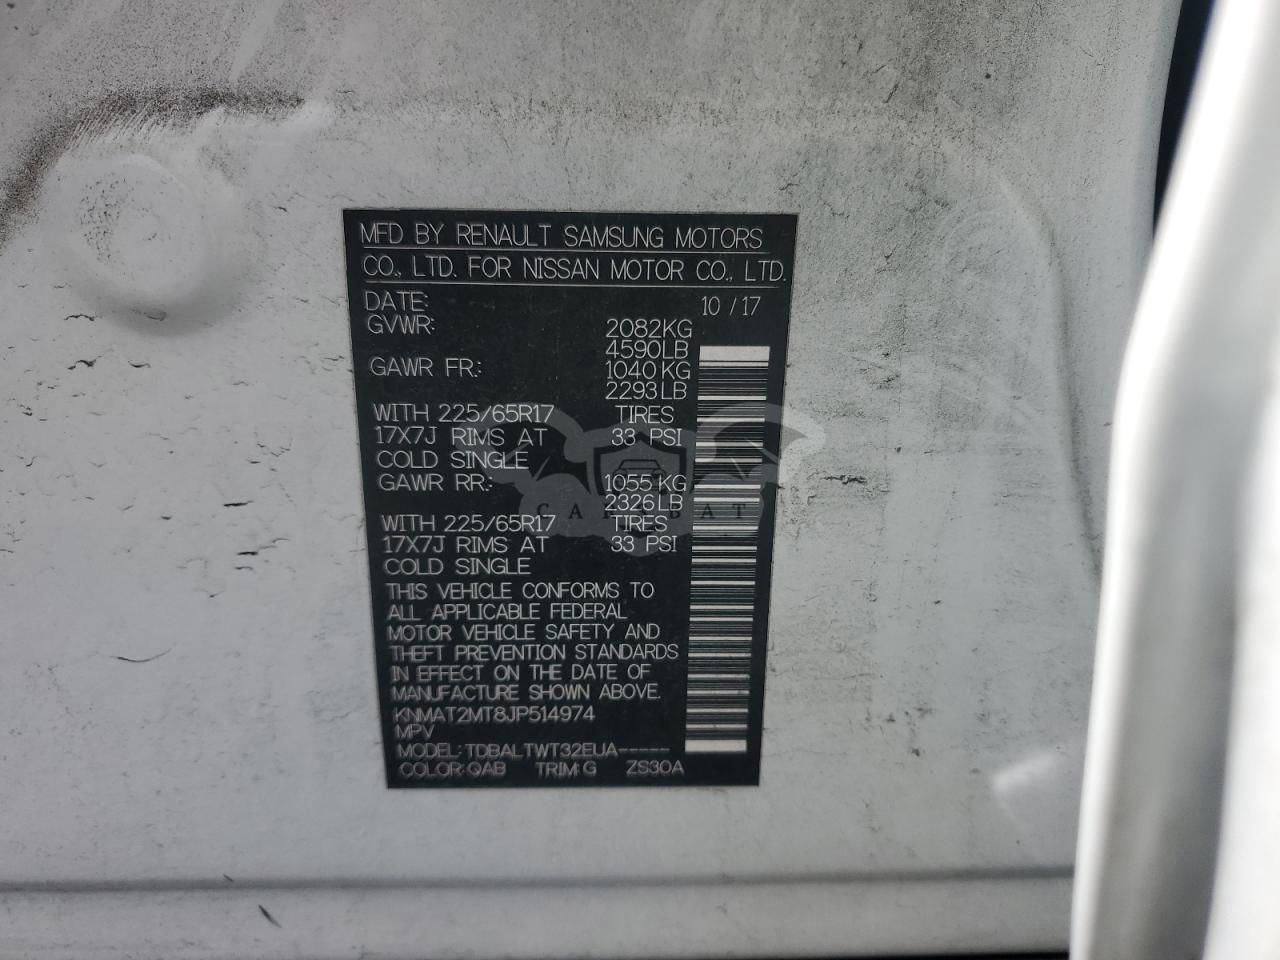 MFD BY RENAULT SAMSUNG MOTORS
CO., LTD. FOR NISSAN MOTOR CO., LTD.
DATE: 10 / 17
GVWR: 2082KG
4590LB
GAWR FR.: 1040KG
2293LB
WITH 225/65R17 TIRES
17X7J RIMS AT 33 PSI
COLD SINGLE
GAWR RR.: 1055KG
2326LB
CARSBAT
WITH 225/65R17 TIRES
17X7J RIMS AT 33 PSI
COLD SINGLE
THIS VEHICLE CONFORMS TO
ALL APPLICABLE FEDERAL
MOTOR VEHICLE SAFETY AND
THEFT PREVENTION STANDARDS
IN EFFECT ON THE DATE OF
MANUFACTURE SHOWN ABOVE.
KNMAT2MT8JP514974
MPV
MODEL: TDBALTWT32EUA-----
COLOR: QAB TRIM: G ZS30A